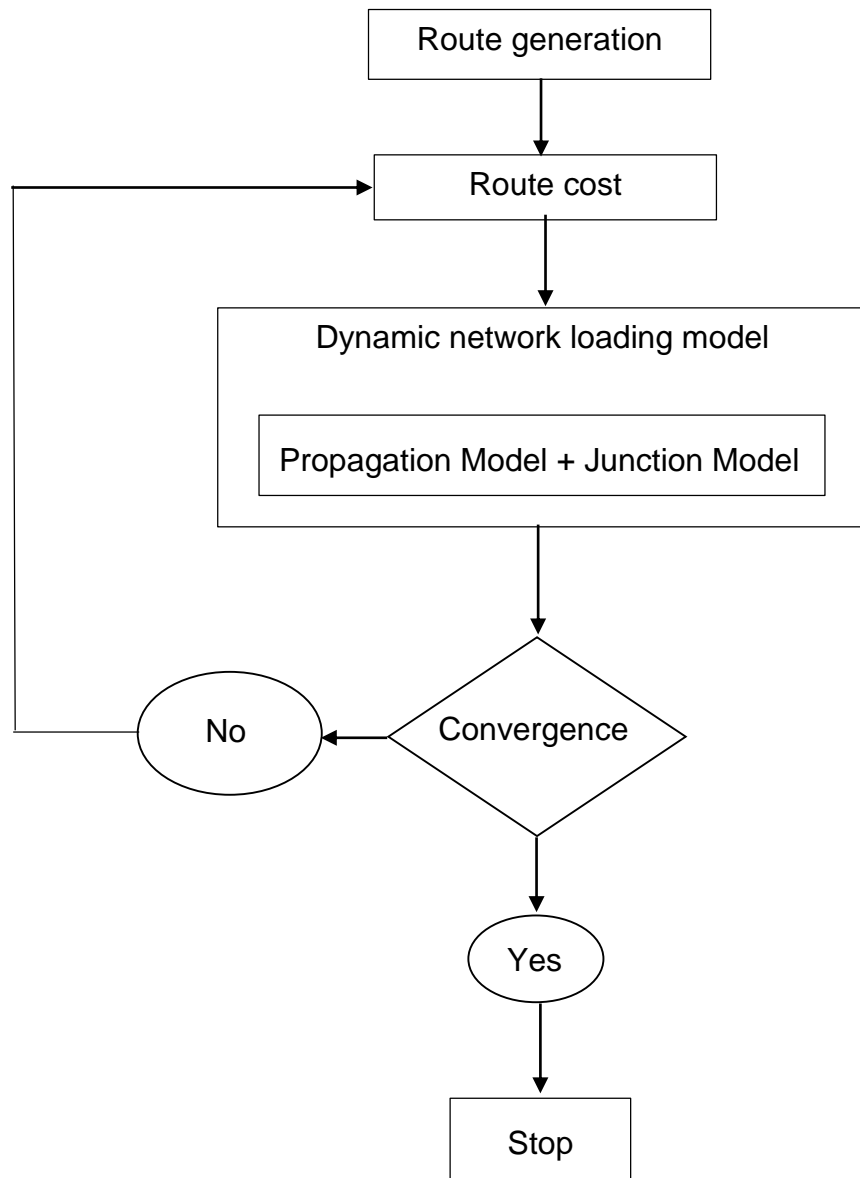 Route generation
Route cost
Dynamic network loading model
Propagation Model + Junction Model
Convergence
No
Yes
Stop